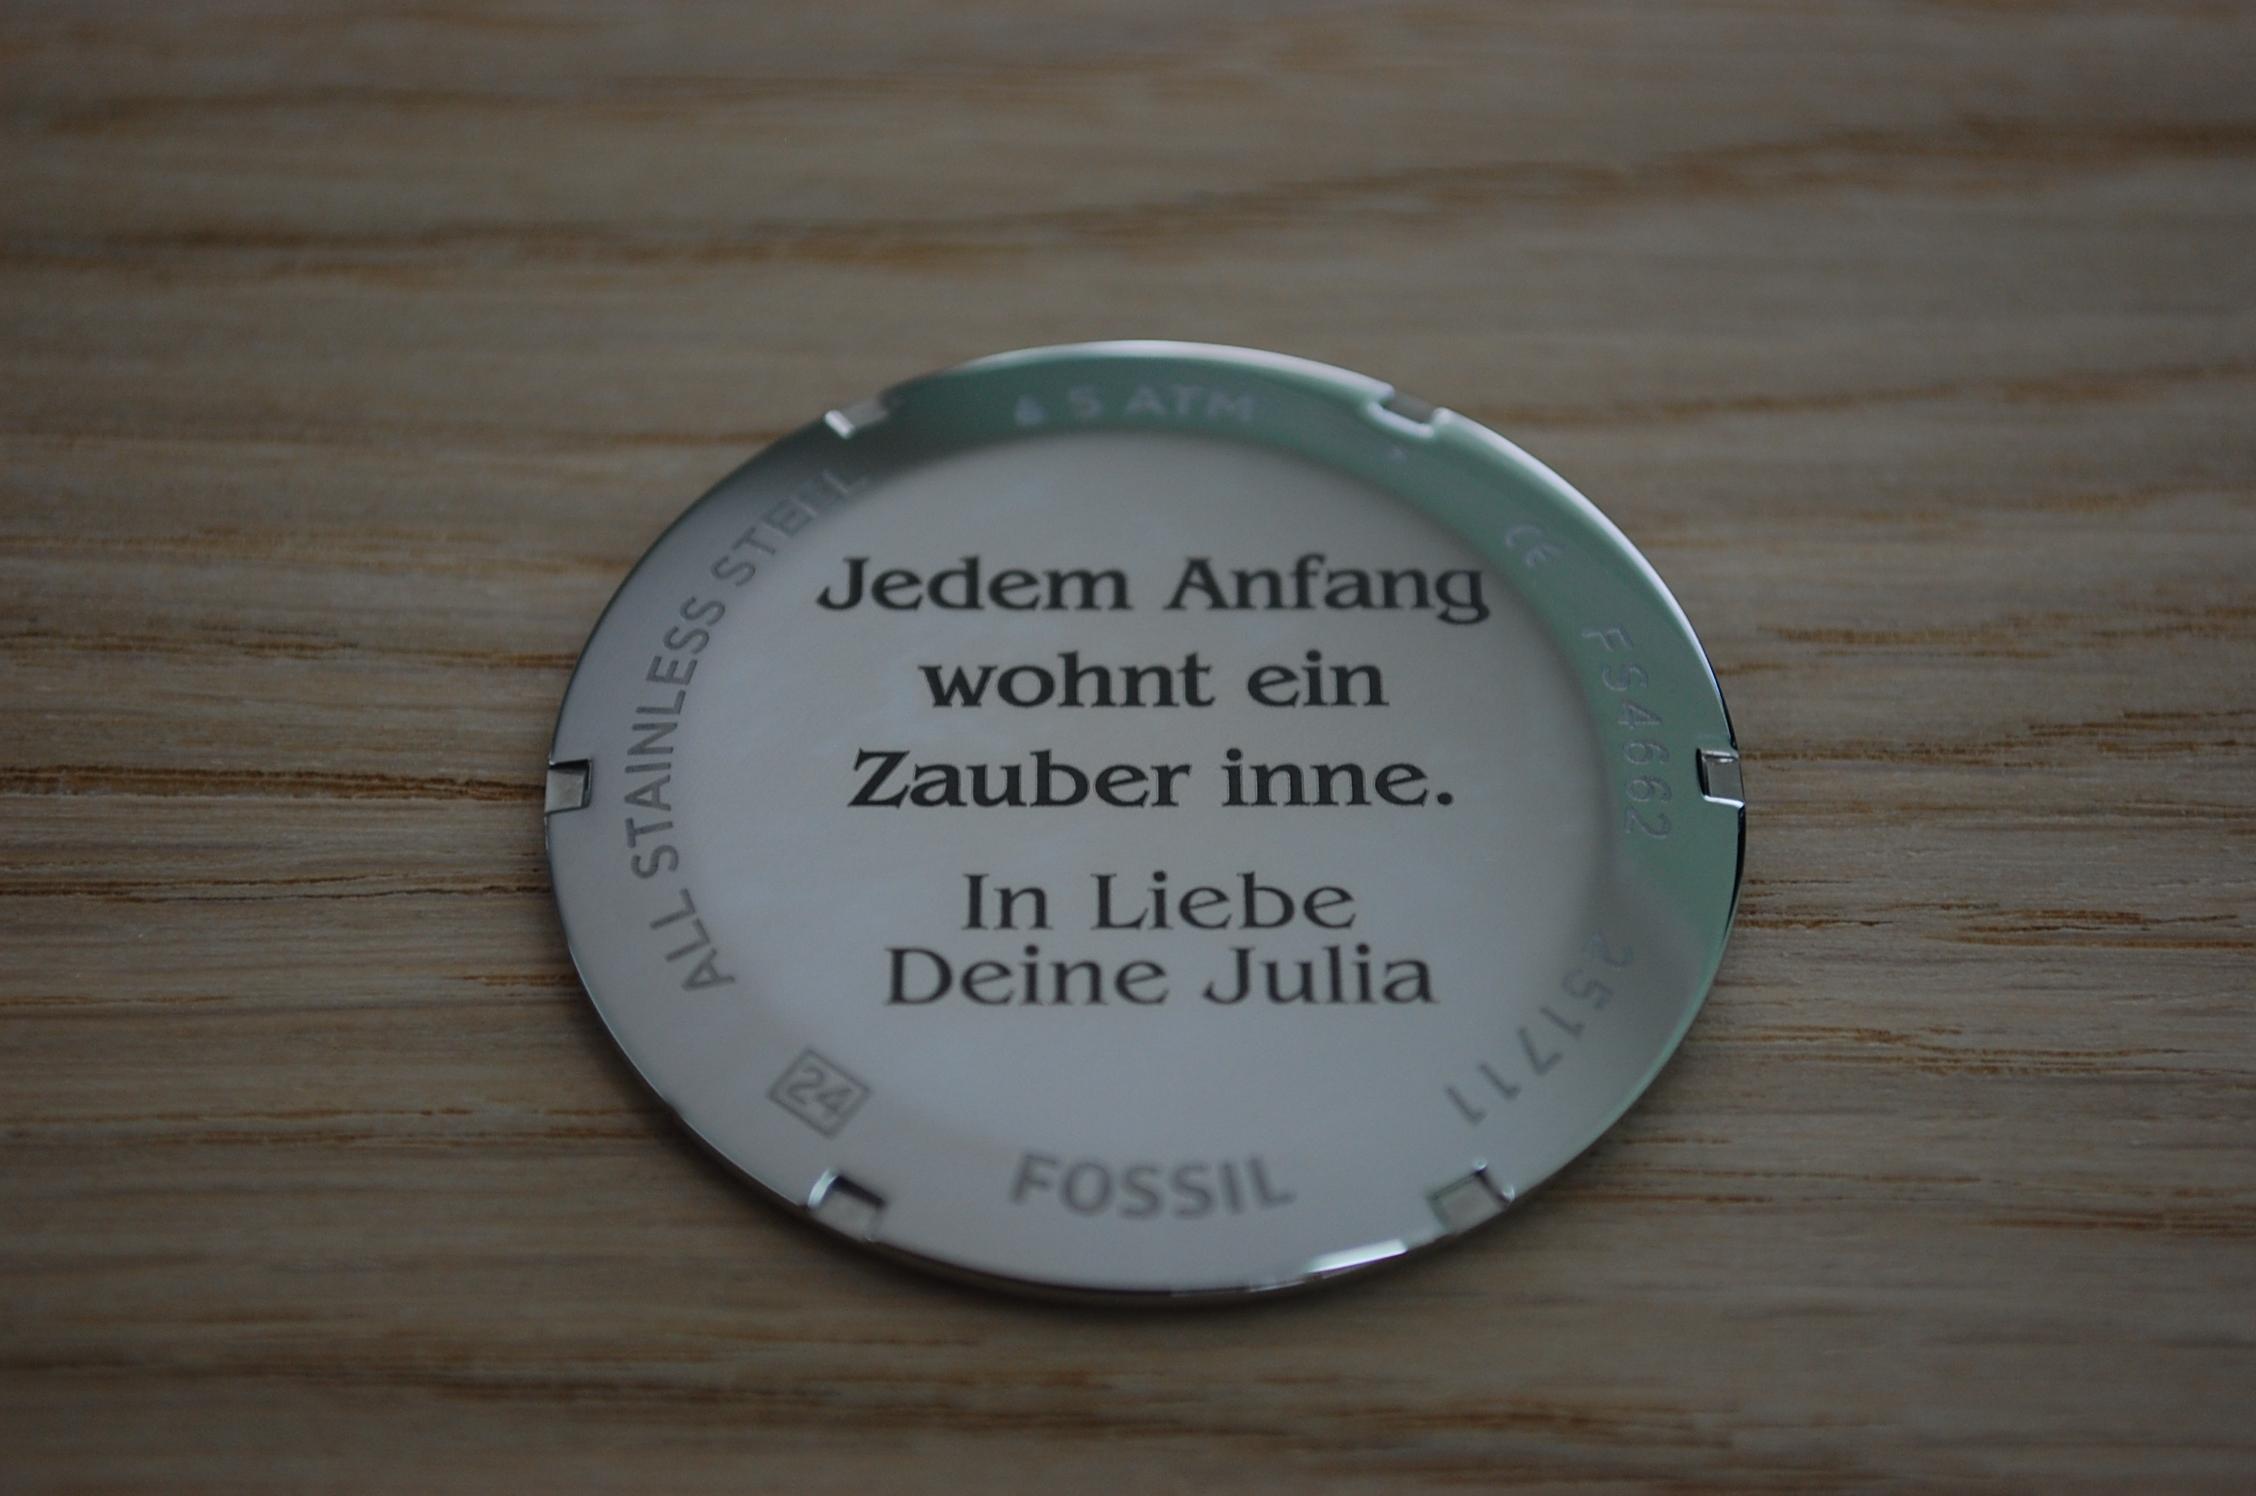 Jedem Anfang
wohnt ein
Zauber inne.
In Liebe
Deine Julia
5 ATM
CE
FS4662
251711
FOSSIL
24
ALL STAINLESS STEEL